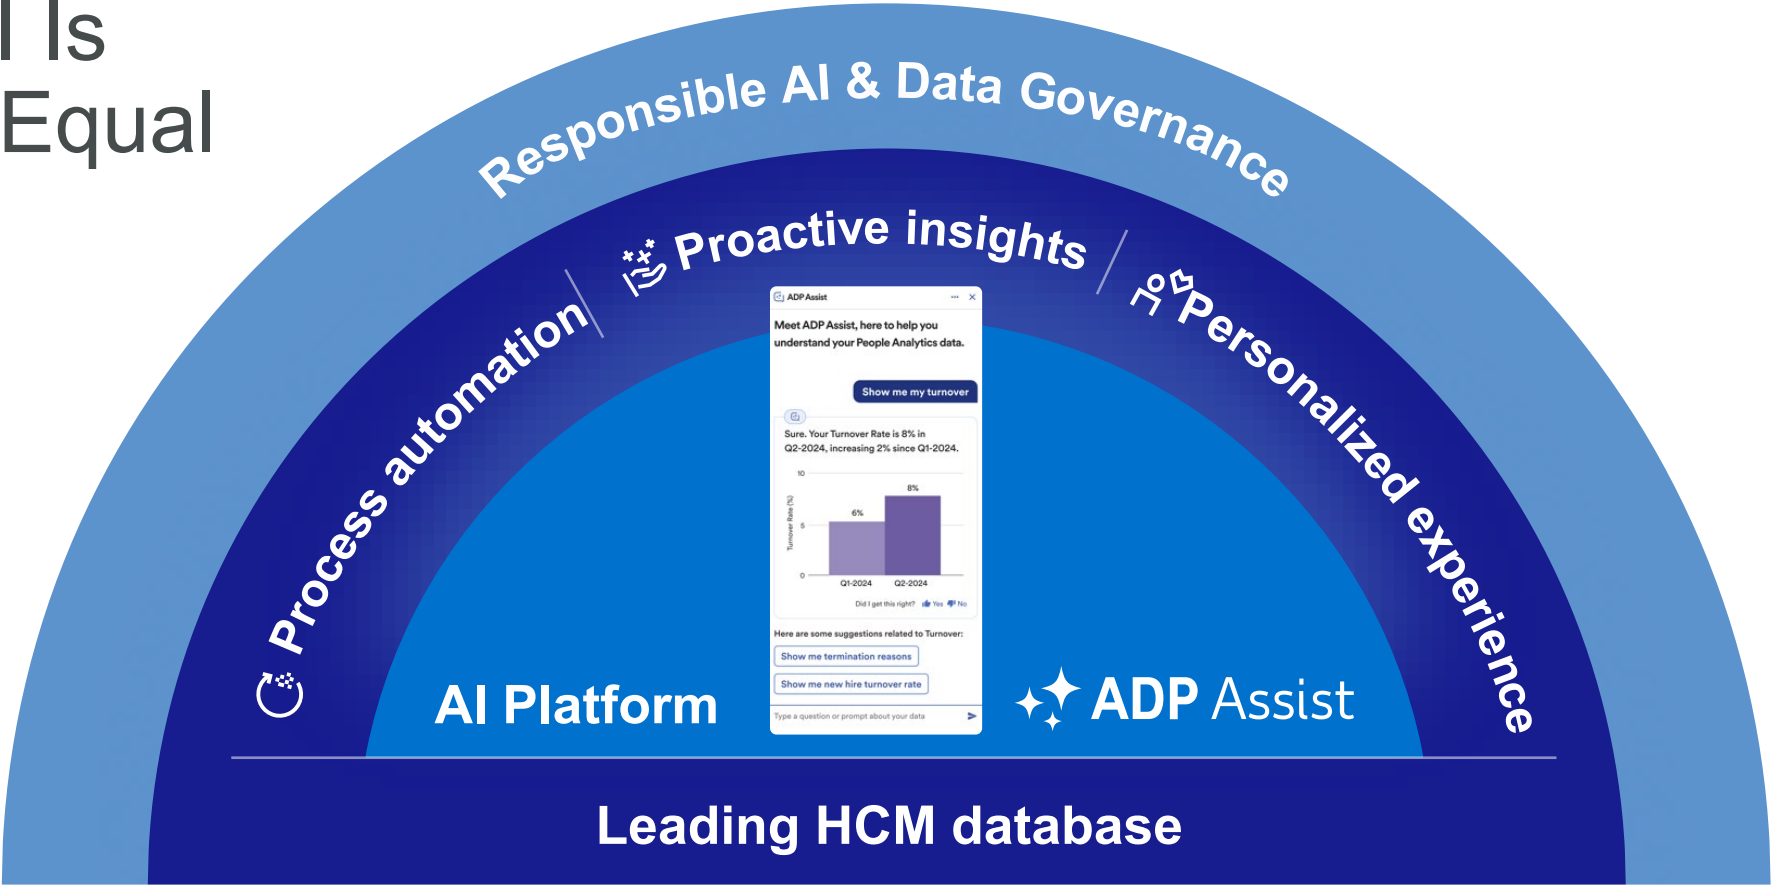 Is
Equal
Responsible AI & Data Governance
Process automation
Proactive insights
Personalized experience
ADP Assist
Meet ADP Assist, here to help you
understand your People Analytics data.
Show me my turnover
Sure. Your Turnover Rate is 8% in
Q2-2024, increasing 2% since Q1-2024.
Turnover Rate (%)
10
5
0
6%
8%
Q1-2024 Q2-2024
Did I get this right? Yes No
Here are some suggestions related to Turnover:
Show me termination reasons
Show me new hire turnover rate
Type a question or prompt about your data
AI Platform
ADP Assist
Leading HCM database